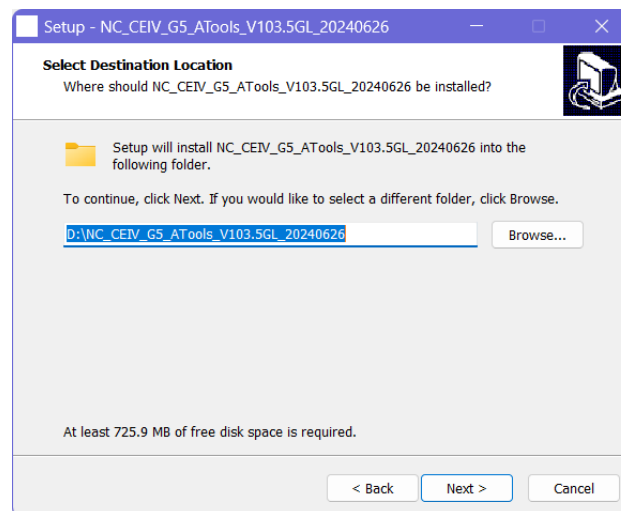 Setup - NC_CEIV_G5_ATools_V103.5GL_20240626
Select Destination Location
Where should NC_CEIV_G5_ATools_V103.5GL_20240626 be installed?
Setup will install NC_CEIV_G5_ATools_V103.5GL_20240626 into the
following folder.
To continue, click Next. If you would like to select a different folder, click Browse.
D:\NC_CEIV_G5_ATools_V103.5GL_20240626
Browse...
At least 725.9 MB of free disk space is required.
< Back
Next >
Cancel